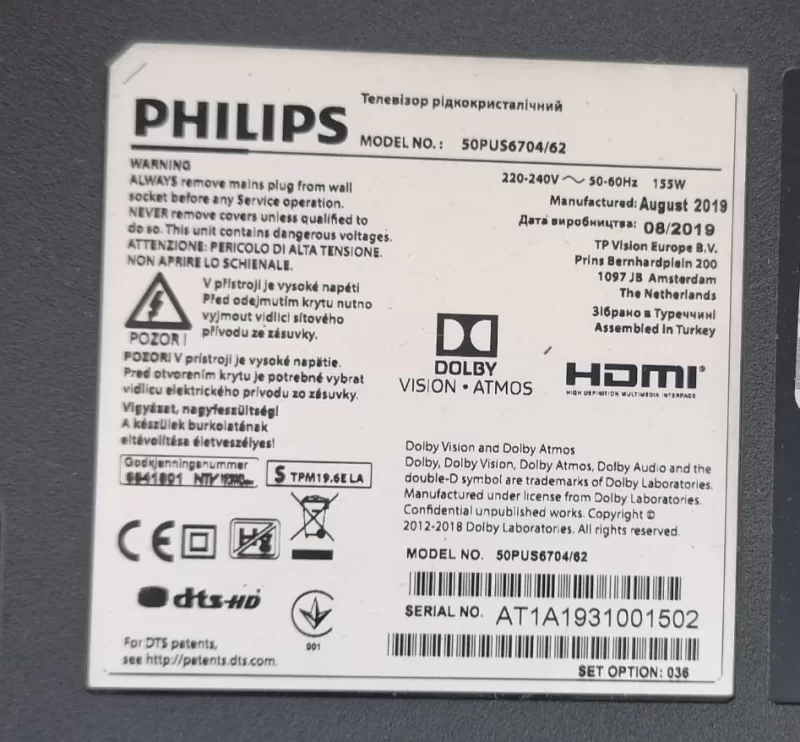 PHILIPS
Телевізор рідкокристалічний
MODEL NO.: 50PUS6704/62
WARNING
ALWAYS remove mains plug from wall
socket before any Service operation.
NEVER remove covers unless qualified to
do so. This unit contains dangerous voltages.
ATTENZIONE: PERICOLO DI ALTA TENSIONE.
NON APRIRE LO SCHIENALE.
220-240V ~ 50-60Hz 155W
Manufactured: August 2019
Дата виробництва: 08/2019
TP Vision Europe B.V.
Prins Bernhardplein 200
1097 JB Amsterdam
The Netherlands
Зібрано в Туреччині
Assembled in Turkey
V přístroji je vysoké napětí
Před odejmutím krytu nutno
vyjmout vidlici síťového
přívodu ze zásuvky.
POZOR!
POZOR! V prístroji je vysoké napätie.
Pred otvorením krytu je potrebné vybrat
vidlicu elektrického prívodu zo zásuvky.
Vigyázat, nagyfeszültség!
A készülek burkolatának
eltávolítása életveszélyes!
DOLBY
VISION • ATMOS
HDMI®
HIGH DEFINITION MULTIMEDIA INTERFACE
Godkjenningsnummer
S TPM19.6E LA
CE
Hg
dts-HD
001
For DTS patents,
see http://patents.dts.com.
Dolby Vision and Dolby Atmos
Dolby, Dolby Vision, Dolby Atmos, Dolby Audio and the
double-D symbol are trademarks of Dolby Laboratories.
Manufactured under license from Dolby Laboratories.
Confidential unpublished works. Copyright ©
2012-2018 Dolby Laboratories. All rights reserved.
MODEL NO. 50PUS6704/62
SERIAL NO. AT1A1931001502
SET OPTION: 036